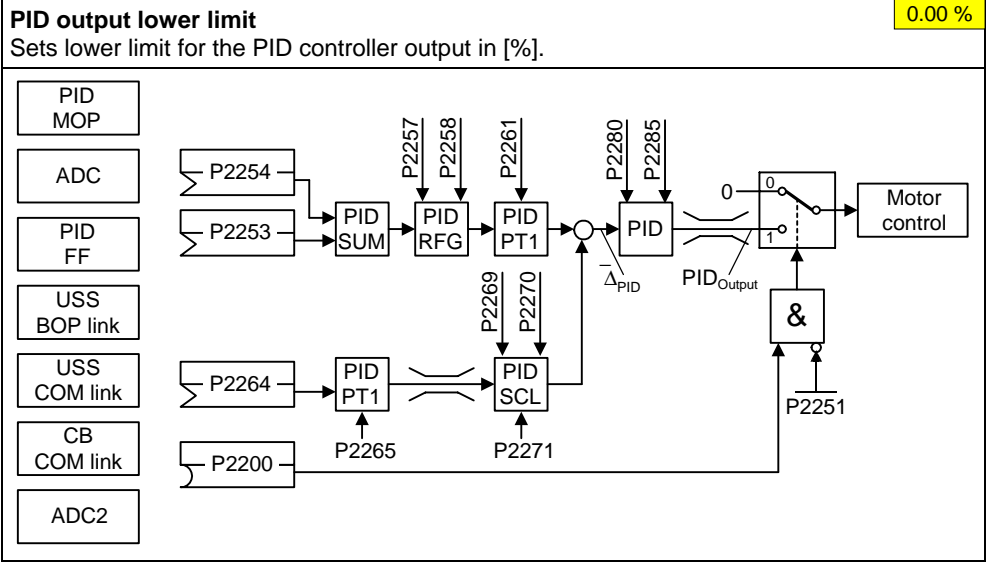 PID output lower limit
0.00 %
Sets lower limit for the PID controller output in [%].
PID
MOP
ADC
PID
FF
USS
BOP link
USS
COM link
CB
COM link
ADC2
P2254
P2253
PID
SUM
P2257
P2258
PID
RFG
P2261
PID
PT1
Δ̅PID
P2280
P2285
PID
PIDOutput
0
0
1
Motor
control
&
P2251
P2264
PID
PT1
P2265
P2269
P2270
PID
SCL
P2271
P2200